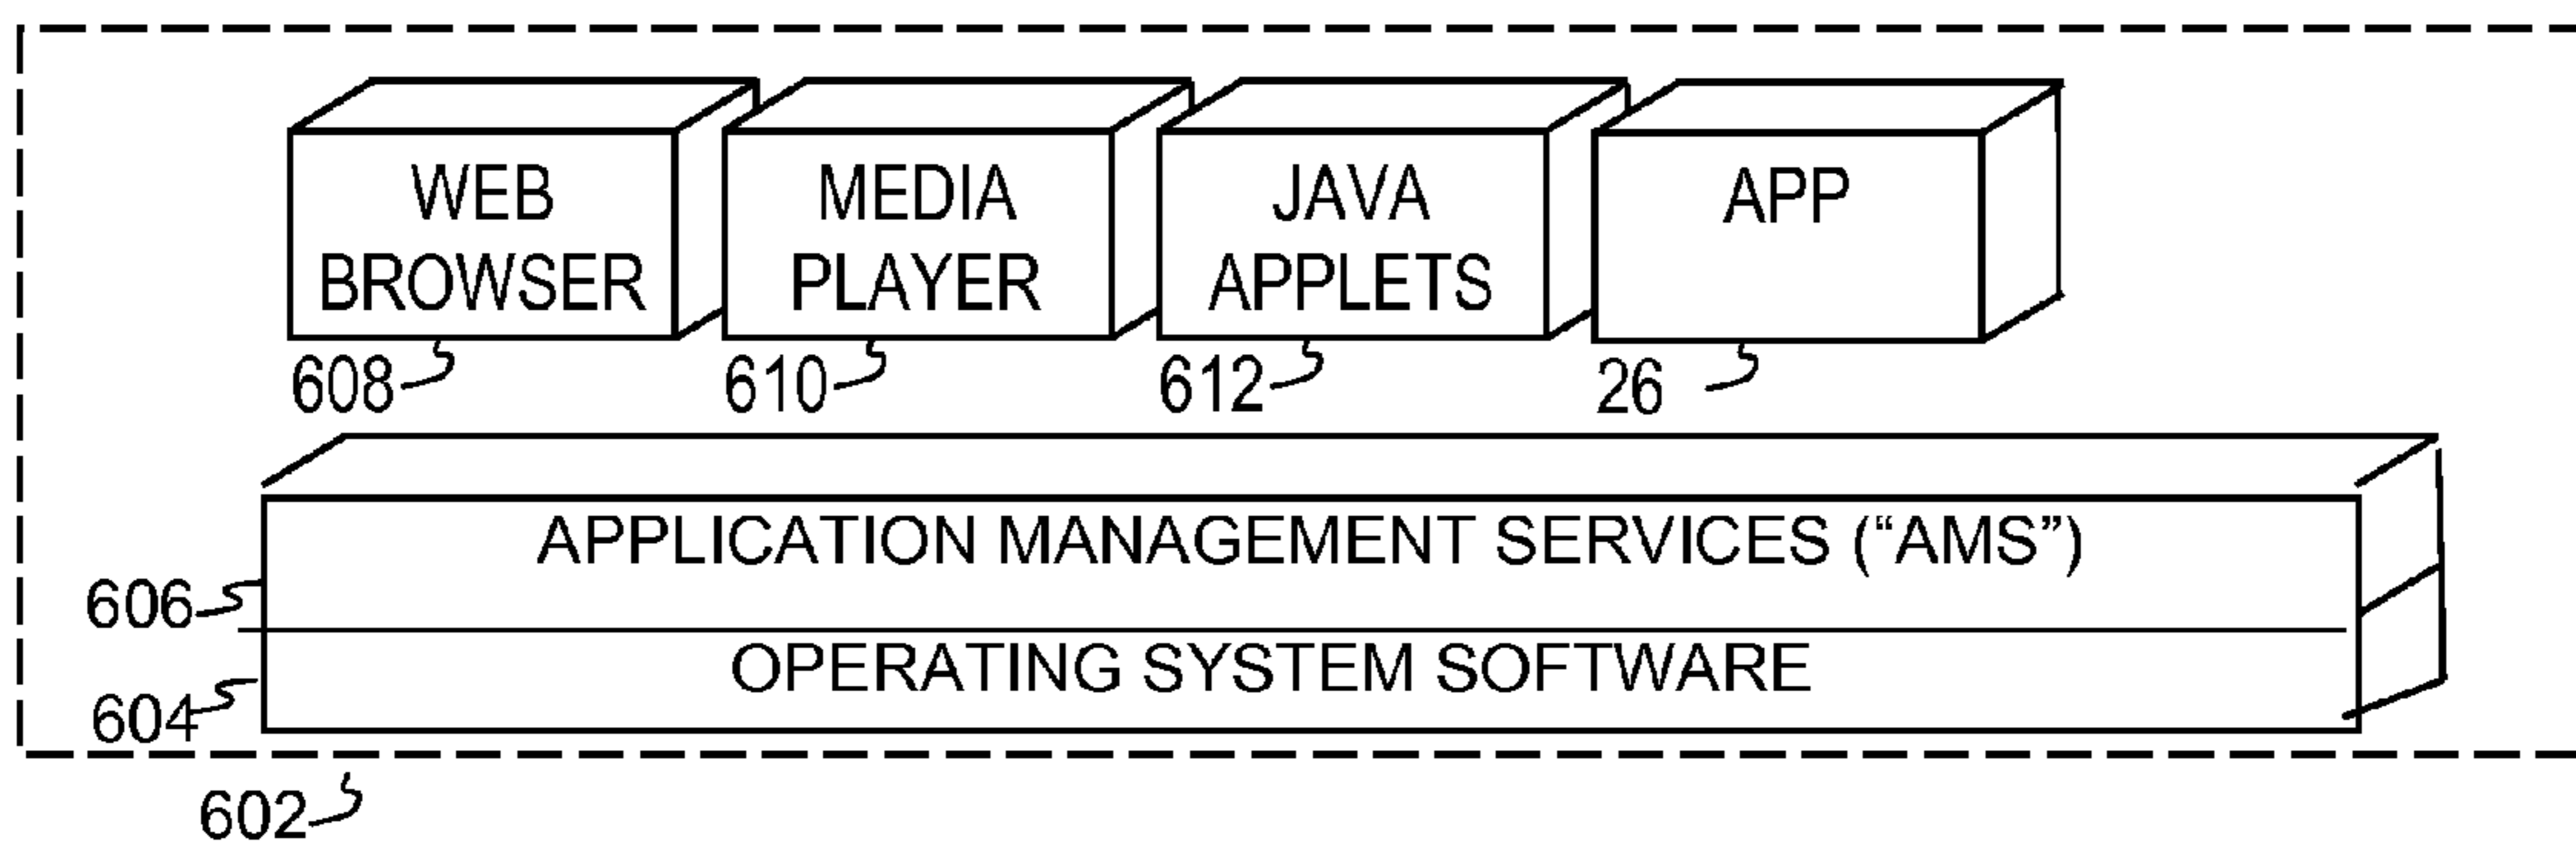 WEB
BROWSER
MEDIA
PLAYER
JAVA
APPLETS
APP
608
610
612
26
APPLICATION MANAGEMENT SERVICES (“AMS”)
606
OPERATING SYSTEM SOFTWARE
604
602